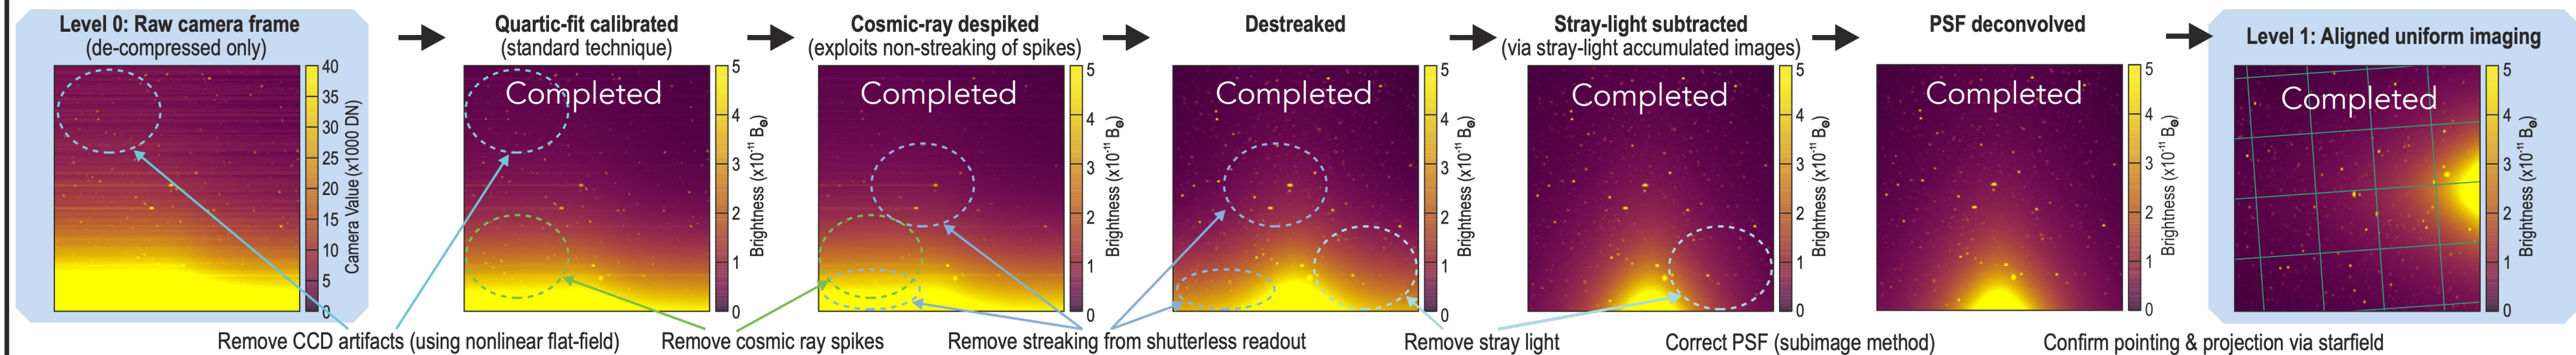 Level 0: Raw camera frame
(de-compressed only)
40
35
30
25
20
15
10
5
0
Camera Value (x1000 DN)
Quartic-fit calibrated
(standard technique)
Completed
5
4
3
2
1
0
Brightness (x10⁻¹¹ B⊙)
Cosmic-ray despiked
(exploits non-streaking of spikes)
Completed
5
4
3
2
1
0
Brightness (x10⁻¹¹ B⊙)
Destreaked
Completed
5
4
3
2
1
0
Brightness (x10⁻¹¹ B⊙)
Stray-light subtracted
(via stray-light accumulated images)
Completed
5
4
3
2
1
0
Brightness (x10⁻¹¹ B⊙)
PSF deconvolved
Completed
5
4
3
2
1
0
Brightness (x10⁻¹¹ B⊙)
Level 1: Aligned uniform imaging
Completed
5
4
3
2
1
0
Brightness (x10⁻¹¹ B⊙)
Remove CCD artifacts (using nonlinear flat-field)
Remove cosmic ray spikes
Remove streaking from shutterless readout
Remove stray light
Correct PSF (subimage method)
Confirm pointing & projection via starfield